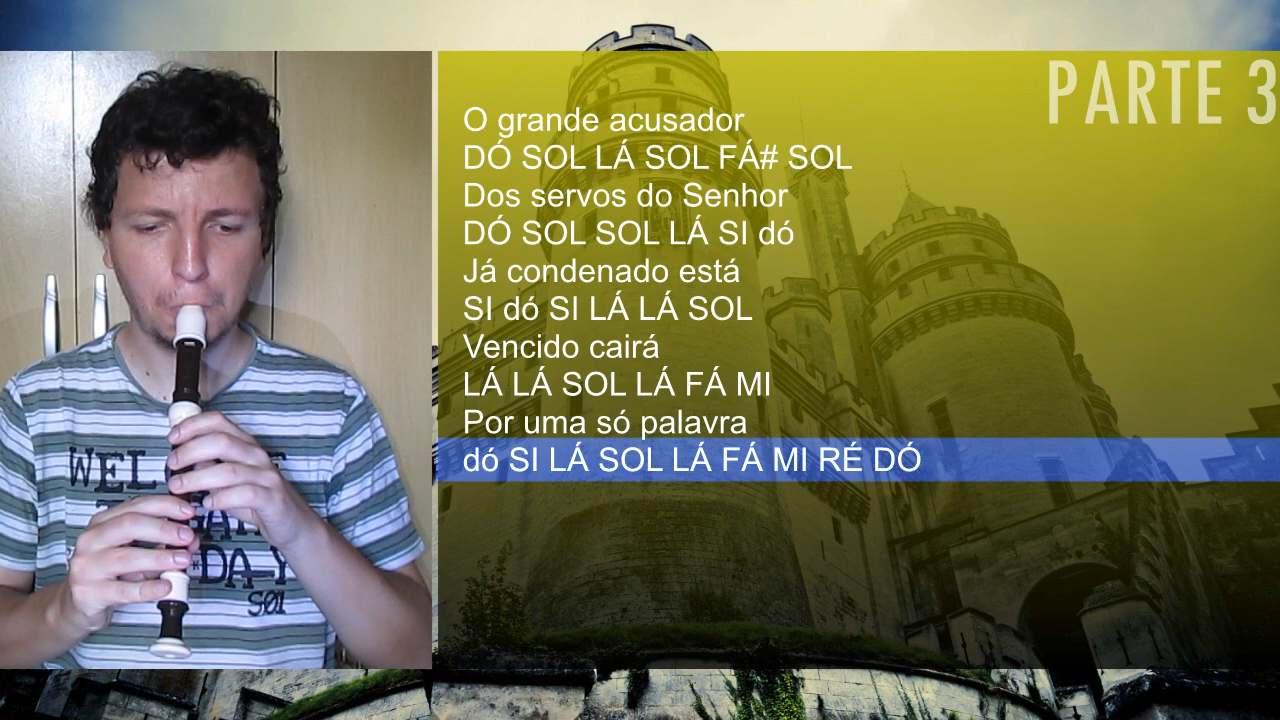 PARTE 3
O grande acusador
DÓ SOL LÁ SOL FÁ# SOL
Dos servos do Senhor
DÓ SOL SOL LÁ SI dó
Já condenado está
SI dó SI LÁ LÁ SOL
Vencido cairá
LÁ LÁ SOL LÁ FÁ MI
Por uma só palavra
dó SI LÁ SOL LÁ FÁ MI RÉ DÓ
DA-Y